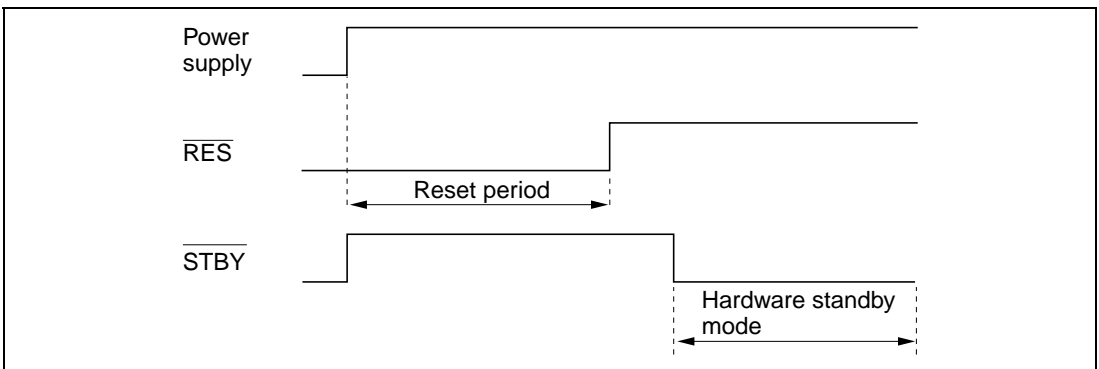 Power
supply
RES
Reset period
STBY
Hardware standby
mode